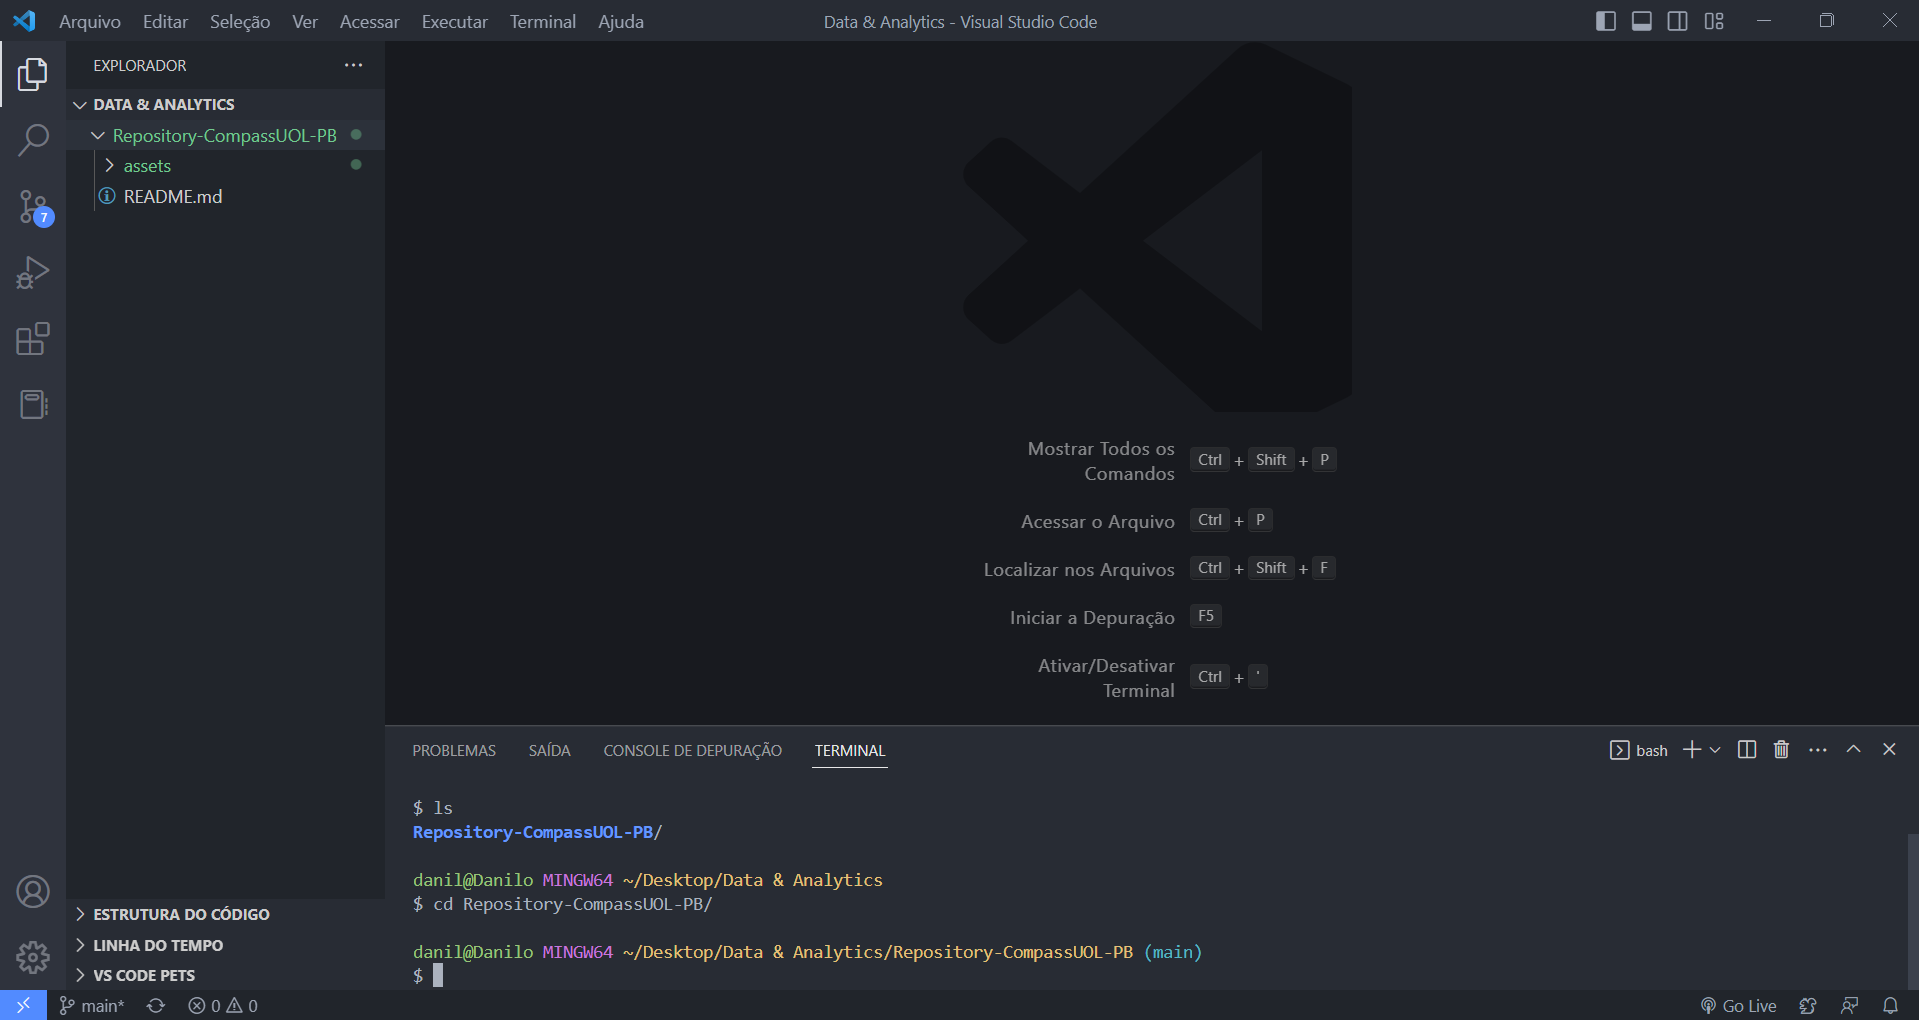 Arquivo Editar Seleção Ver Acessar Executar Terminal Ajuda
Data & Analytics - Visual Studio Code
EXPLORADOR
DATA & ANALYTICS
Repository-CompassUOL-PB
assets
README.md
7
Mostrar Todos os
Comandos
Ctrl + Shift + P
Acessar o Arquivo Ctrl + P
Localizar nos Arquivos Ctrl + Shift + F
Iniciar a Depuração F5
Ativar/Desativar
Terminal
Ctrl + '
PROBLEMAS SAÍDA CONSOLE DE DEPURAÇÃO TERMINAL
bash
$ ls
Repository-CompassUOL-PB/
danil@Danilo MINGW64 ~/Desktop/Data & Analytics
$ cd Repository-CompassUOL-PB/
danil@Danilo MINGW64 ~/Desktop/Data & Analytics/Repository-CompassUOL-PB (main)
$
ESTRUTURA DO CÓDIGO
LINHA DO TEMPO
VS CODE PETS
main* 0 0
Go Live